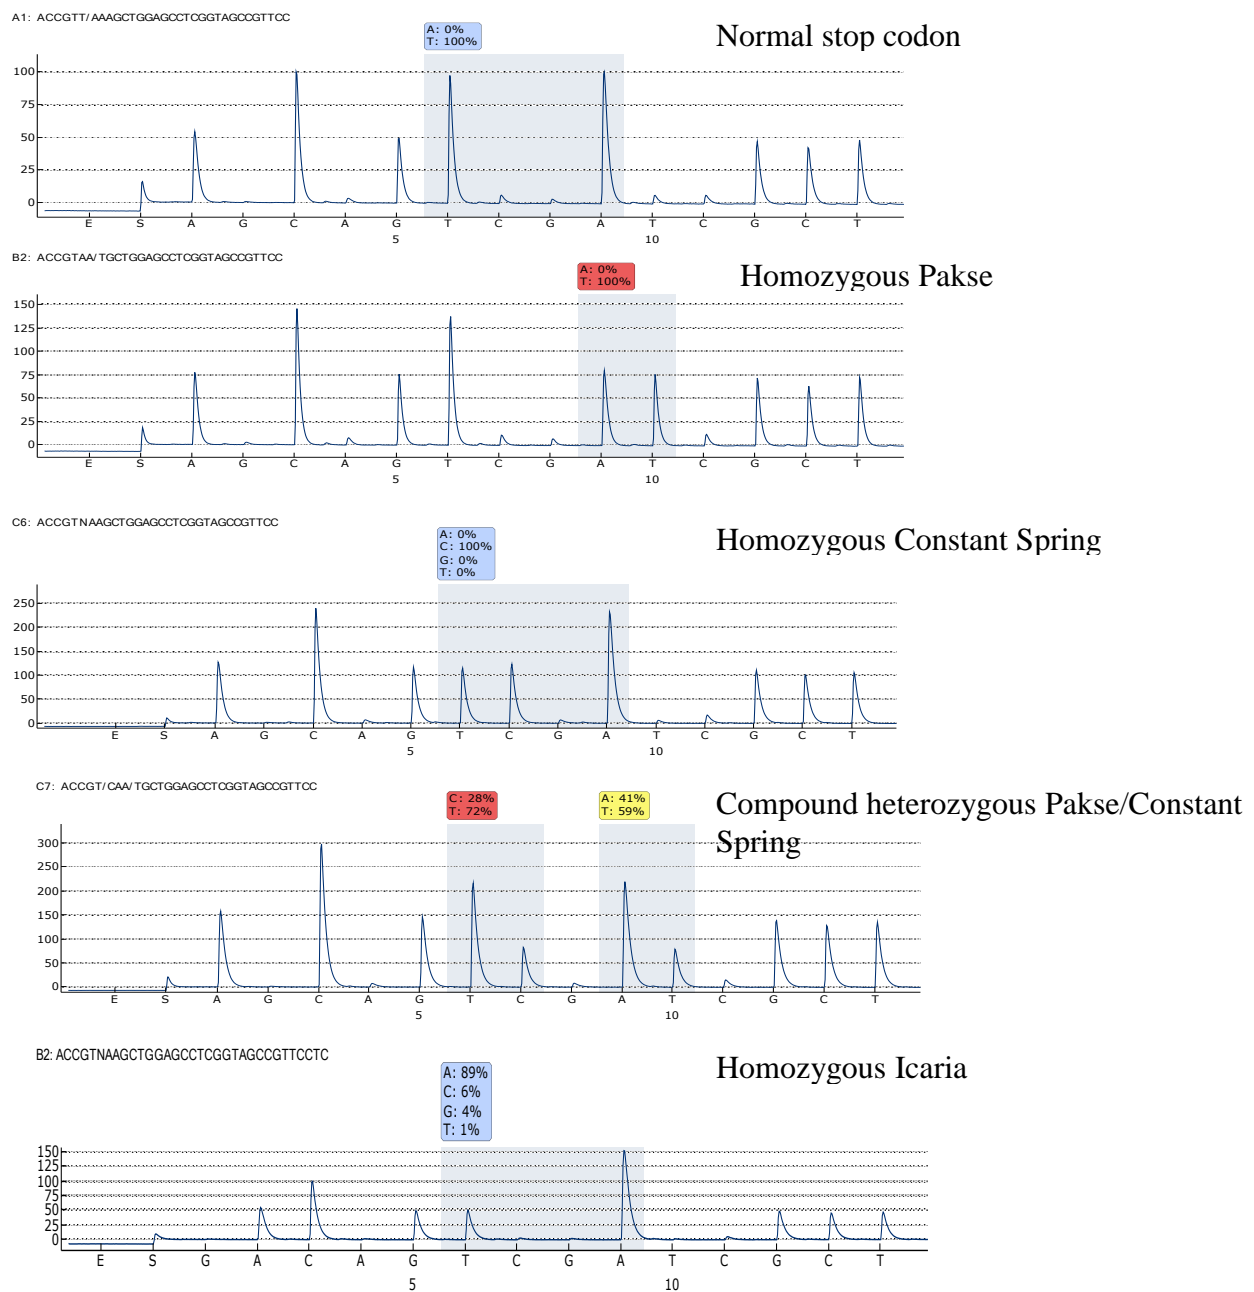 A1: ACCGTT/AAAGCTGGAGCCTCGGTAGCCGTTCC
A: 0%
T: 100%
Normal stop codon
100
75
50
25
0
E S A G C A G T C G A T C G C T
5 10
B2: ACCGTAA/TGCTGGAGCCTCGGTAGCCGTTCC
A: 0%
T: 100%
Homozygous Pakse
150
125
100
75
50
25
0
E S A G C A G T C G A T C G C T
5 10
C6: ACCGTNAAGCTGGAGCCTCGGTAGCCGTTCC
A: 0%
C: 100%
G: 0%
T: 0%
Homozygous Constant Spring
250
200
150
100
50
0
E S A G C A G T C G A T C G C T
5 10
C7: ACCGT/CAA/TGCTGGAGCCTCGGTAGCCGTTCC
C: 28%
T: 72%
A: 41%
T: 59%
Compound heterozygous Pakse/Constant
Spring
300
250
200
150
100
50
0
E S A G C A G T C G A T C G C T
5 10
B2: ACCGTNAAGCTGGAGCCTCGGTAGCCGTTCCTC
A: 89%
C: 6%
G: 4%
T: 1%
Homozygous Icaria
150
125
100
75
50
25
0
E S G A C A G T C G A T C G C T
5 10